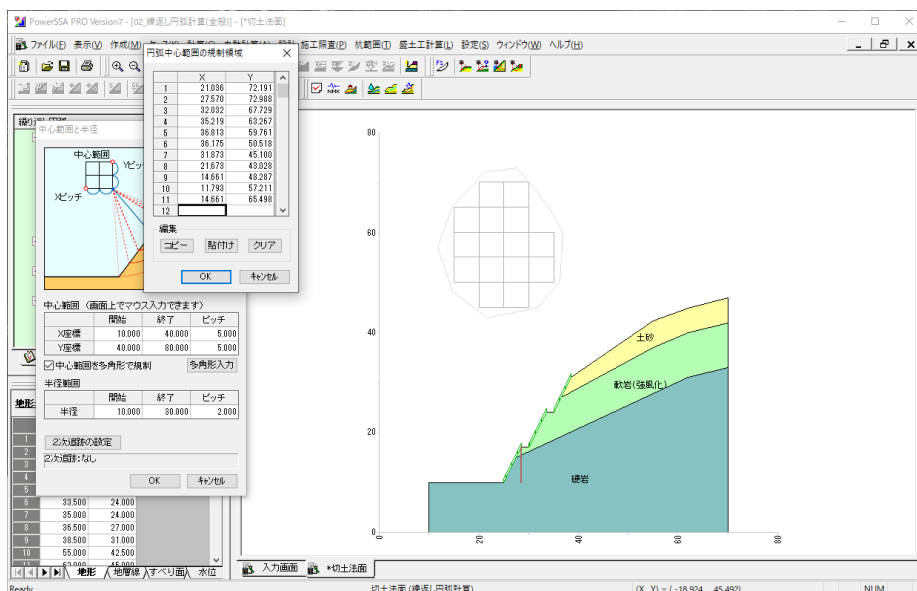 PowerSSA PRO Version7 - [02_繰返し円弧計算(全般)] - [*切土法面]
ファイル(F) 表示(V) 作成(M)
施工照査(P) 杭範囲(I) 盛土工計算(L) 設定(S) ウィンドウ(W) ヘルプ(H)
円弧中心範囲の規制領域
X Y
1 21.036 72.191
2 27.570 72.988
3 32.032 67.729
4 35.219 63.267
5 36.813 59.761
6 36.175 50.518
7 31.873 45.100
8 21.673 43.028
9 14.661 48.287
10 11.793 57.211
11 14.661 65.498
12
編集
コピー 貼付け クリア
OK キャンセル
中心範囲と半径
中心範囲
Xピッチ
中心範囲 (画面上でマウス入力できます)
開始 終了 ピッチ
X座標 10.000 40.000 5.000
Y座標 40.000 80.000 5.000
中心範囲を多角形で規制 多角形入力
半径範囲
開始 終了 ピッチ
半径 10.000 30.000 2.000
2次追跡の設定
2次追跡:なし
OK キャンセル
1
2
3
4
5
6 33.500 24.000
7 35.000 24.000
8 36.500 27.000
9 38.500 31.000
10 55.000 42.500
地形 地層線 すべり面 水位
80
60
40
20
0
0 20 40 60 80
土砂
軟岩(強風化)
硬岩
入力画面 *切土法面
Ready 切土法面 (繰返し円弧計算) (X, Y) = ( -18.924, 45.492) NUM